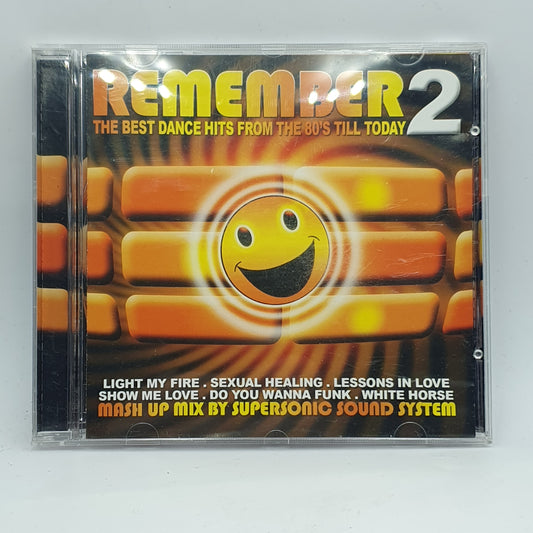 REMEMBER 2
THE BEST DANCE HITS FROM THE 80'S TILL TODAY
LIGHT MY FIRE . SEXUAL HEALING . LESSONS IN LOVE
SHOW ME LOVE . DO YOU WANNA FUNK . WHITE HORSE
MASH UP MIX BY SUPERSONIC SOUND SYSTEM